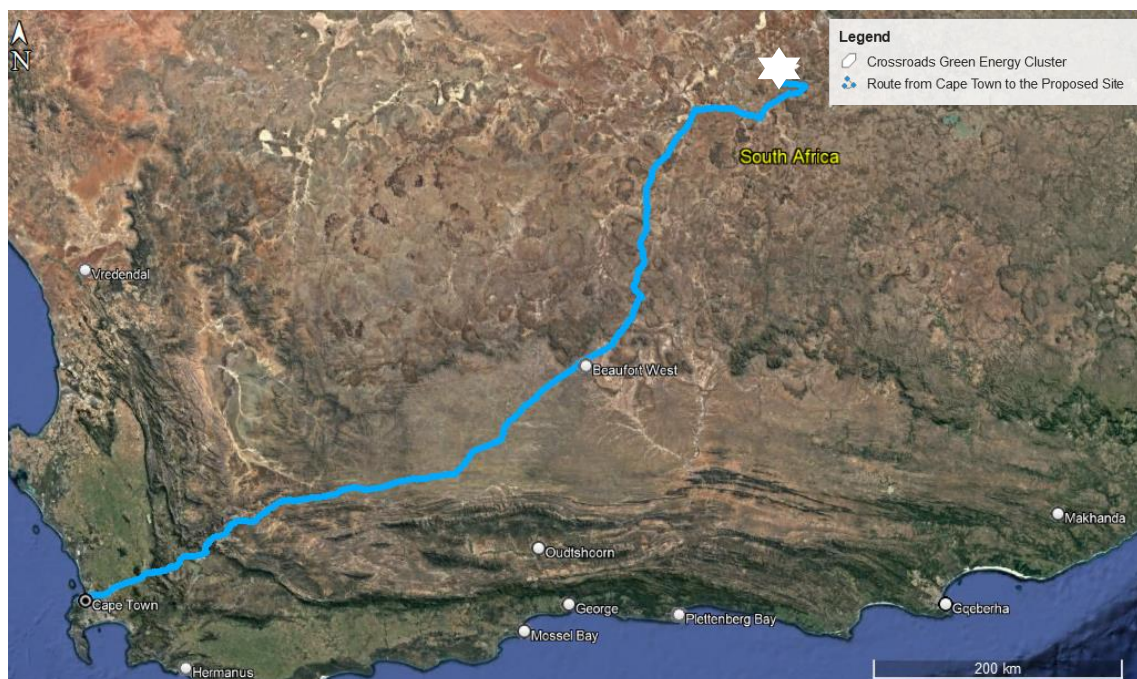 N
Legend
Crossroads Green Energy Cluster
Route from Cape Town to the Proposed Site
South Africa
Vredendal
Beaufort West
Makhanda
Oudtshoorn
Cape Town
George
Gqeberha
Plettenberg Bay
Mossel Bay
Hermanus
200 km